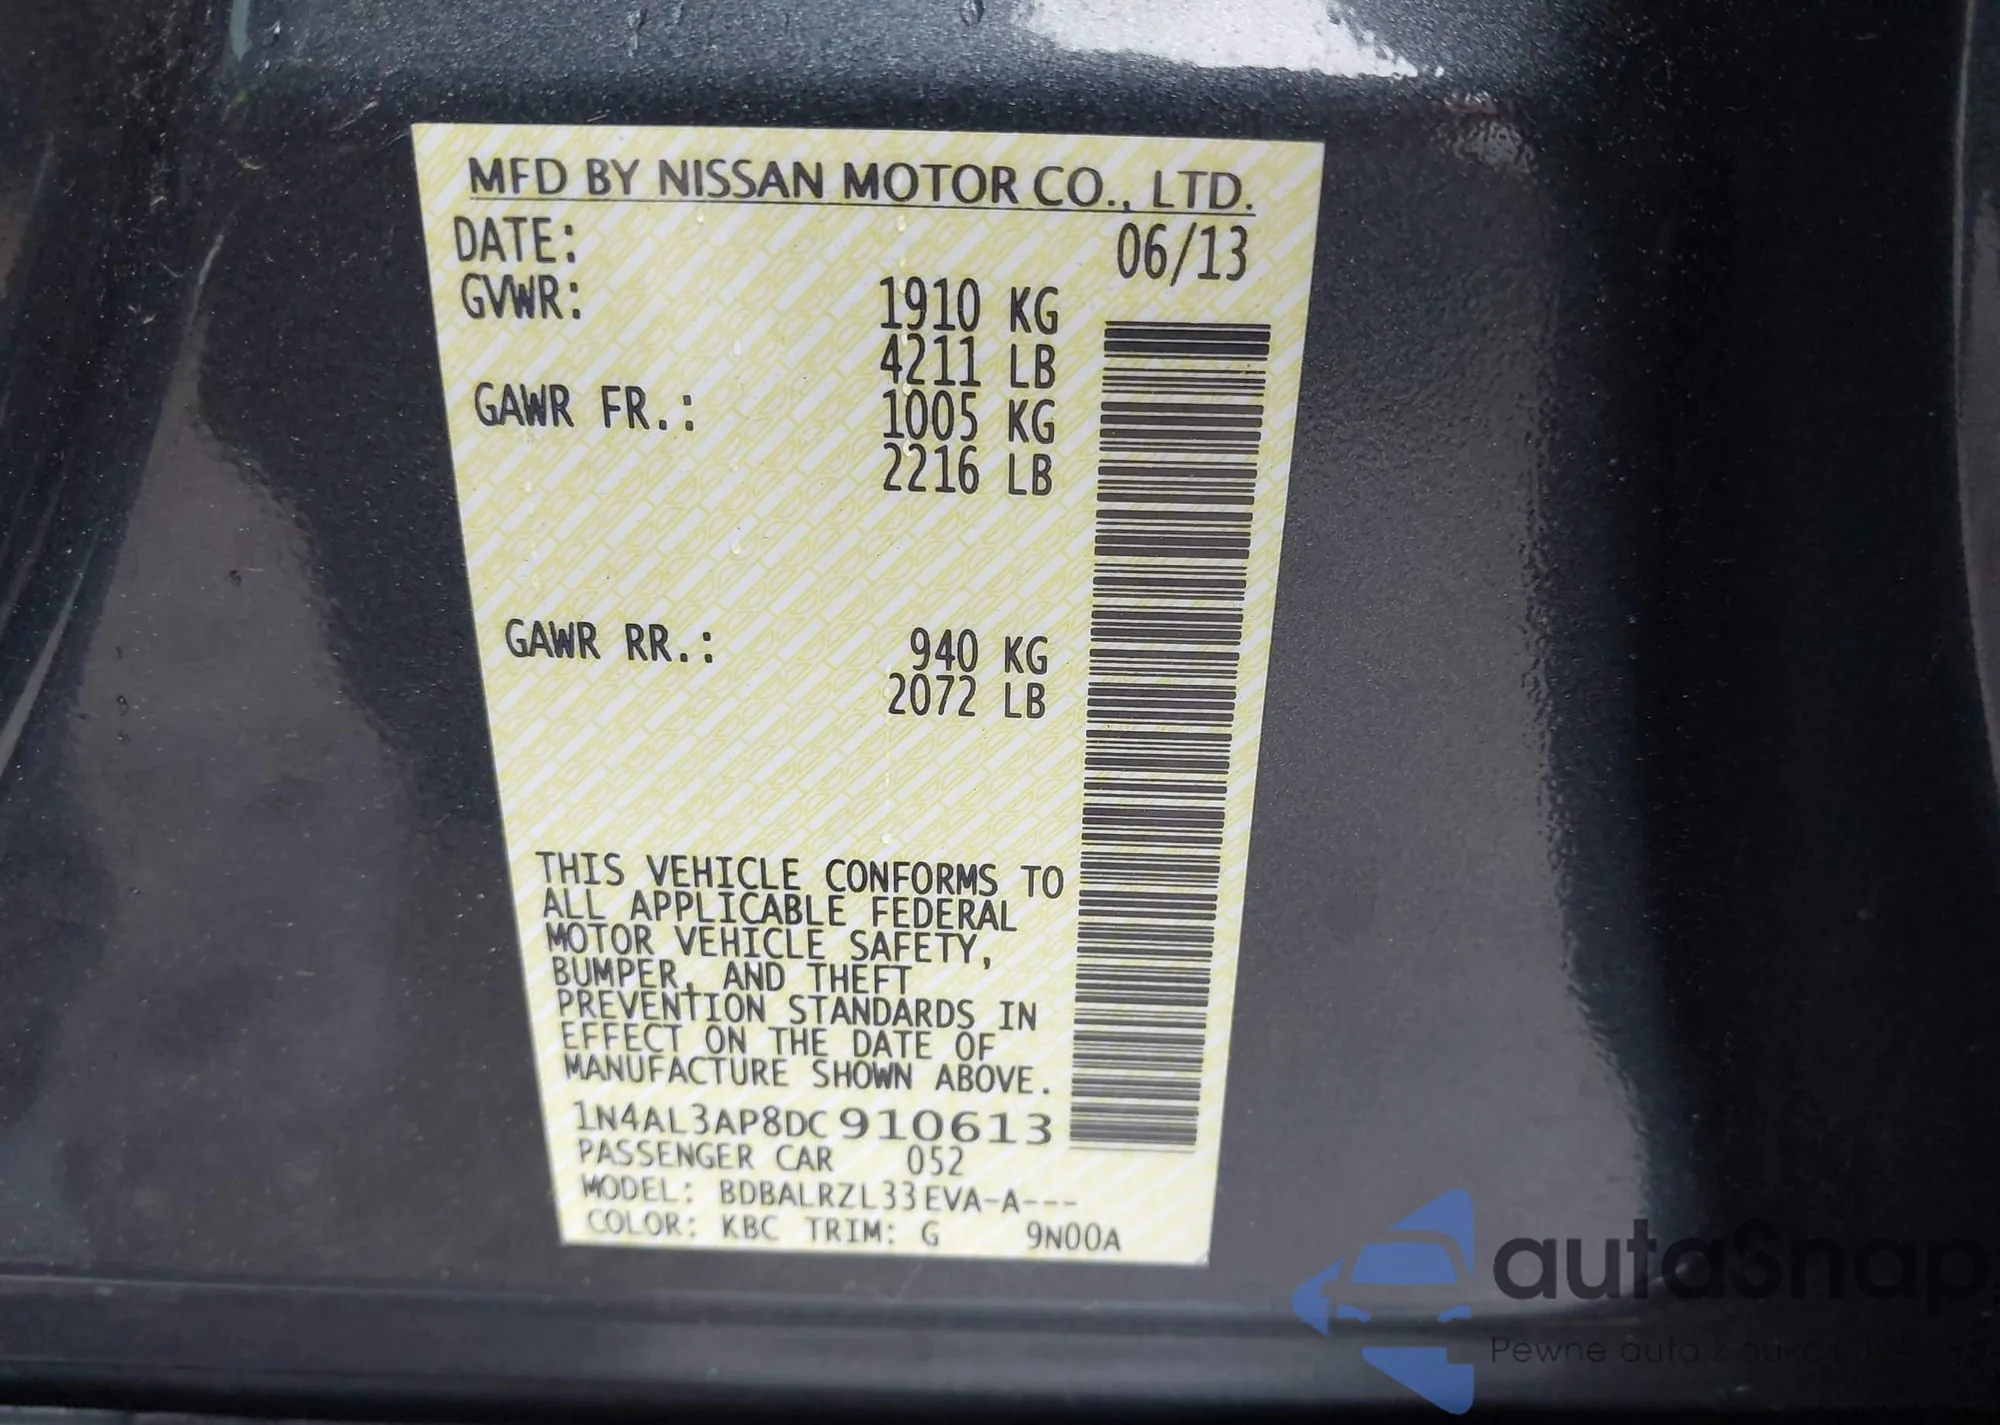 MFD BY NISSAN MOTOR CO., LTD.
DATE: 06/13
GVWR: 1910 KG
4211 LB
GAWR FR.: 1005 KG
2216 LB
GAWR RR.: 940 KG
2072 LB
THIS VEHICLE CONFORMS TO
ALL APPLICABLE FEDERAL
MOTOR VEHICLE SAFETY,
BUMPER, AND THEFT
PREVENTION STANDARDS IN
EFFECT ON THE DATE OF
MANUFACTURE SHOWN ABOVE.
1N4AL3AP8DC910613
PASSENGER CAR 052
MODEL: BDBALRZL33EVA-A---
COLOR: KBC TRIM: G 9N00A
autaSnap
Pewne auta z